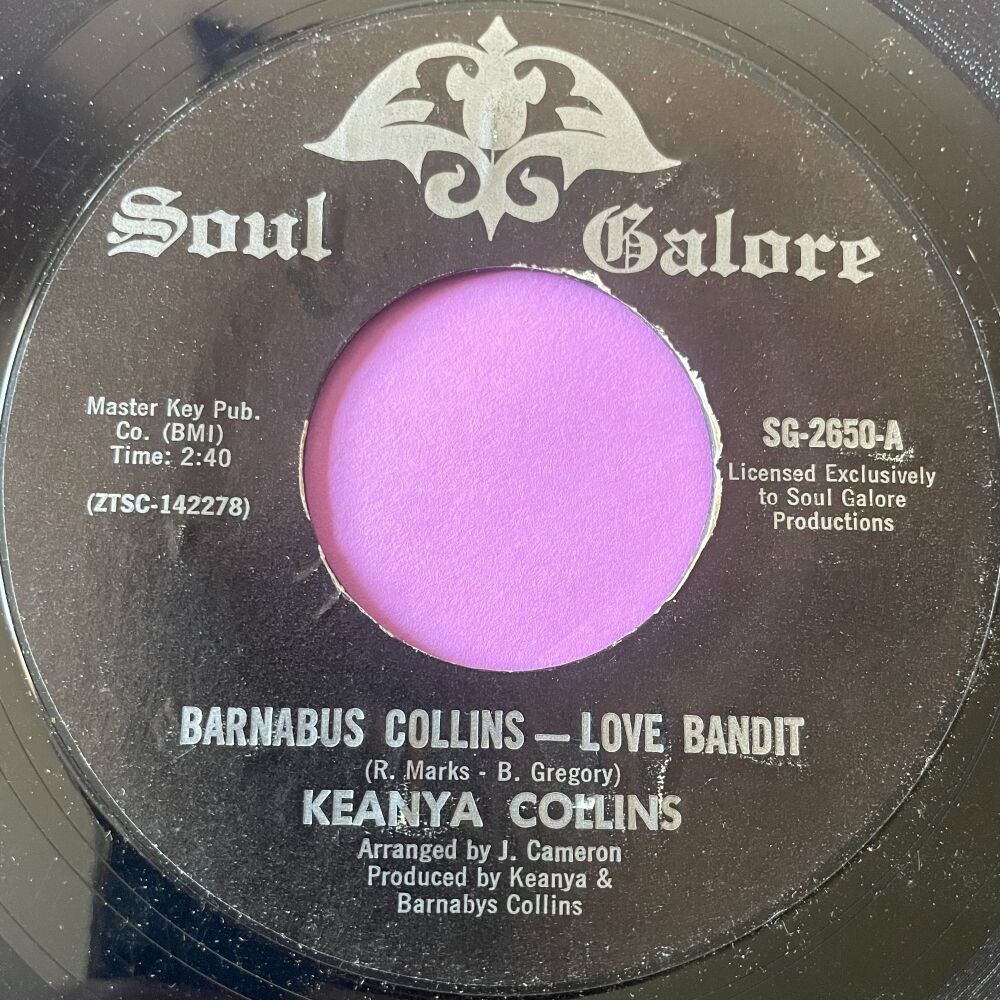 Soul Galore
Master Key Pub.
Co. (BMI)
Time: 2:40
(ZTSC-142278)
SG-2650-A
Licensed Exclusively
to Soul Galore
Productions
BARNABUS COLLINS — LOVE BANDIT
(R. Marks - B. Gregory)
KEANYA COLLINS
Arranged by J. Cameron
Produced by Keanya &
Barnabys Collins